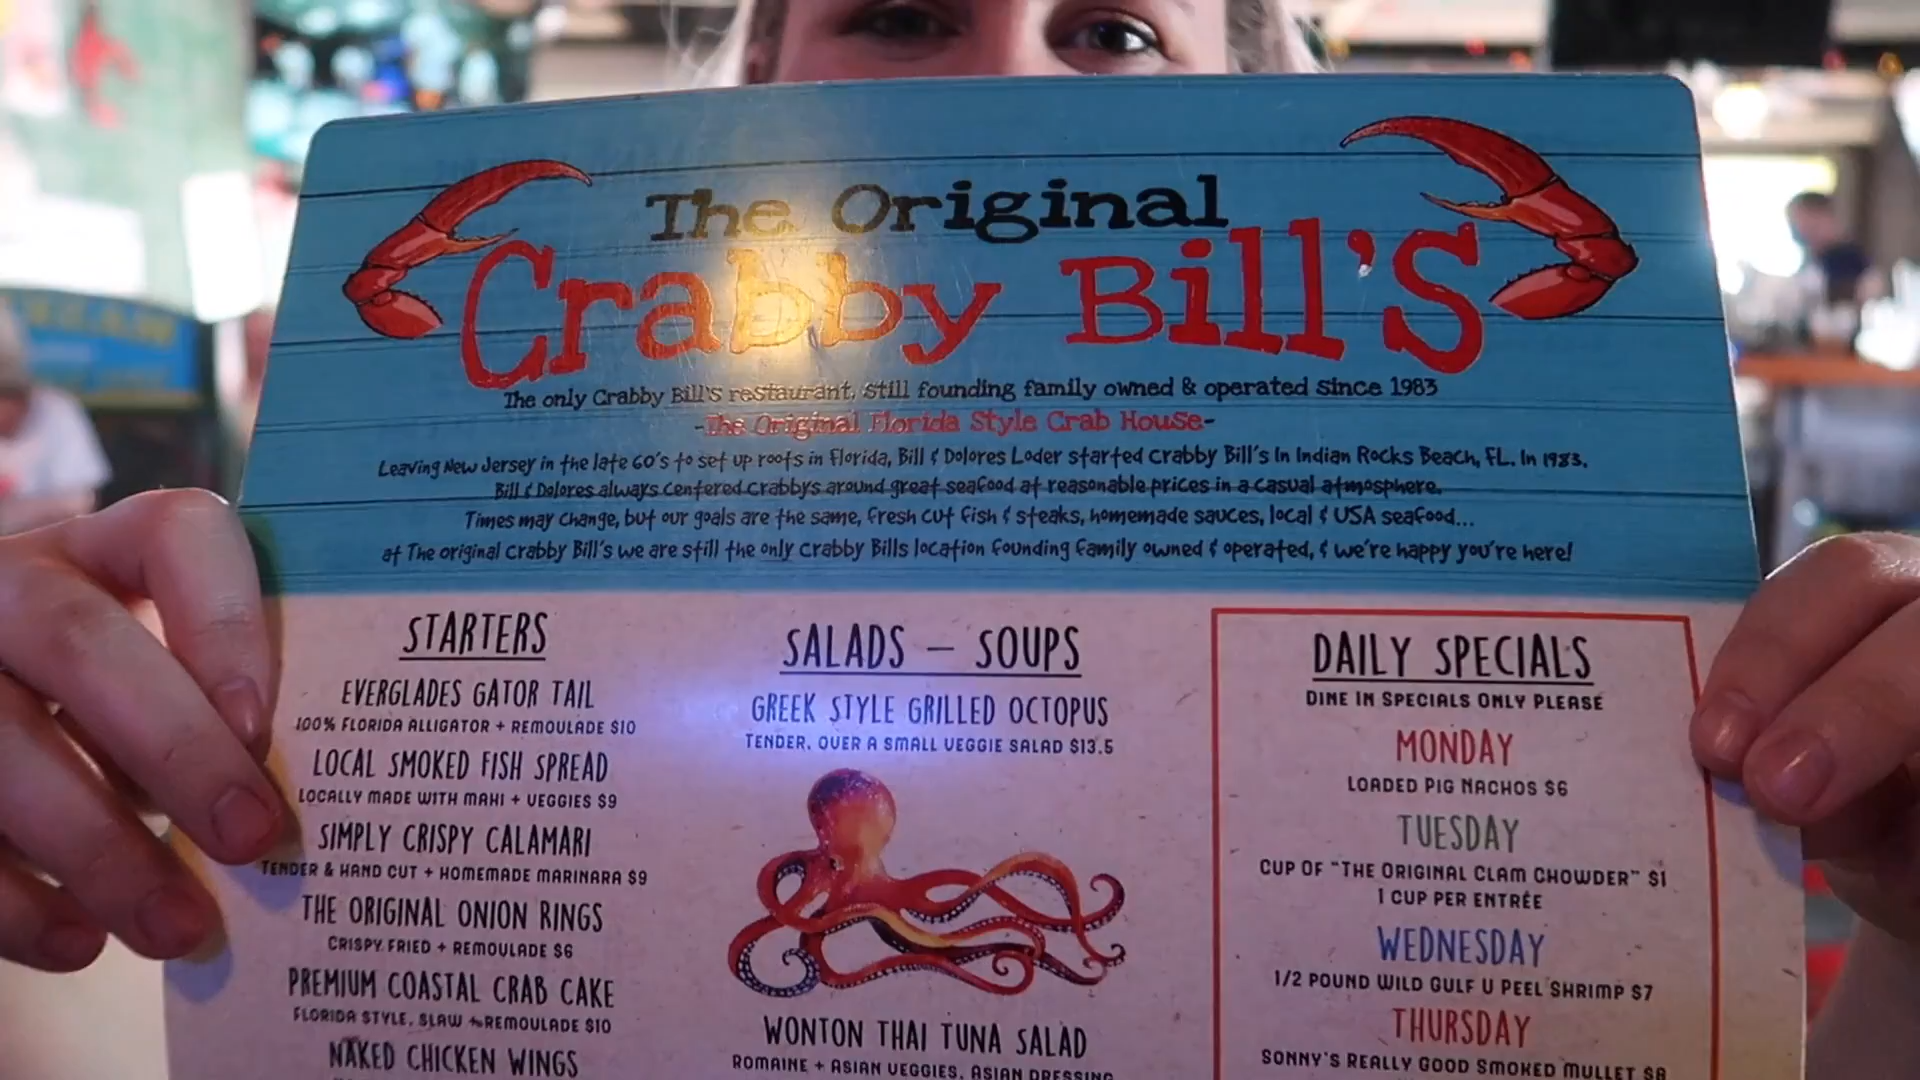 The Original
Crabby Bill's
The only Crabby Bill's restaurant, still founding family owned & operated since 1983
-The Original Florida Style Crab House-
Leaving New Jersey in the late 60's to set up roots in Florida, Bill & Dolores Loder started Crabby Bill's In Indian Rocks Beach, FL. In 1983.
Bill & Dolores always centered Crabbys around great seafood at reasonable prices in a casual atmosphere.
Times may change, but our goals are the same, fresh cut fish & steaks, homemade sauces, local & USA seafood...
at The original Crabby Bill's we are still the only Crabby Bills location founding family owned & operated, & we're happy you're here!
STARTERS
EVERGLADES GATOR TAIL
100% FLORIDA ALLIGATOR + REMOULADE $10
LOCAL SMOKED FISH SPREAD
LOCALLY MADE WITH MAHI + VEGGIES $9
SIMPLY CRISPY CALAMARI
TENDER & HAND CUT + HOMEMADE MARINARA $9
THE ORIGINAL ONION RINGS
CRISPY FRIED + REMOULADE $6
PREMIUM COASTAL CRAB CAKE
FLORIDA STYLE, SLAW + REMOULADE $10
NAKED CHICKEN WINGS
SALADS – SOUPS
GREEK STYLE GRILLED OCTOPUS
TENDER, OVER A SMALL VEGGIE SALAD $13.5
WONTON THAI TUNA SALAD
ROMAINE + ASIAN VEGGIES, ASIAN DRESSING
DAILY SPECIALS
DINE IN SPECIALS ONLY PLEASE
MONDAY
LOADED PIG NACHOS $6
TUESDAY
CUP OF "THE ORIGINAL CLAM CHOWDER" $1
1 CUP PER ENTRÉE
WEDNESDAY
1/2 POUND WILD GULF U PEEL SHRIMP $7
THURSDAY
SONNY'S REALLY GOOD SMOKED MULLET $8